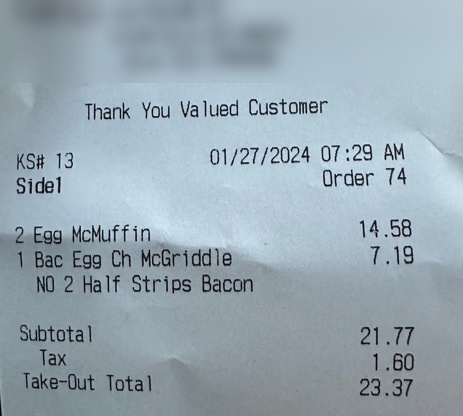 Thank You Valued Customer
KS# 13 01/27/2024 07:29 AM
Side1 Order 74
2 Egg McMuffin 14.58
1 Bac Egg Ch McGriddle 7.19
NO 2 Half Strips Bacon
Subtotal 21.77
Tax 1.60
Take-Out Total 23.37